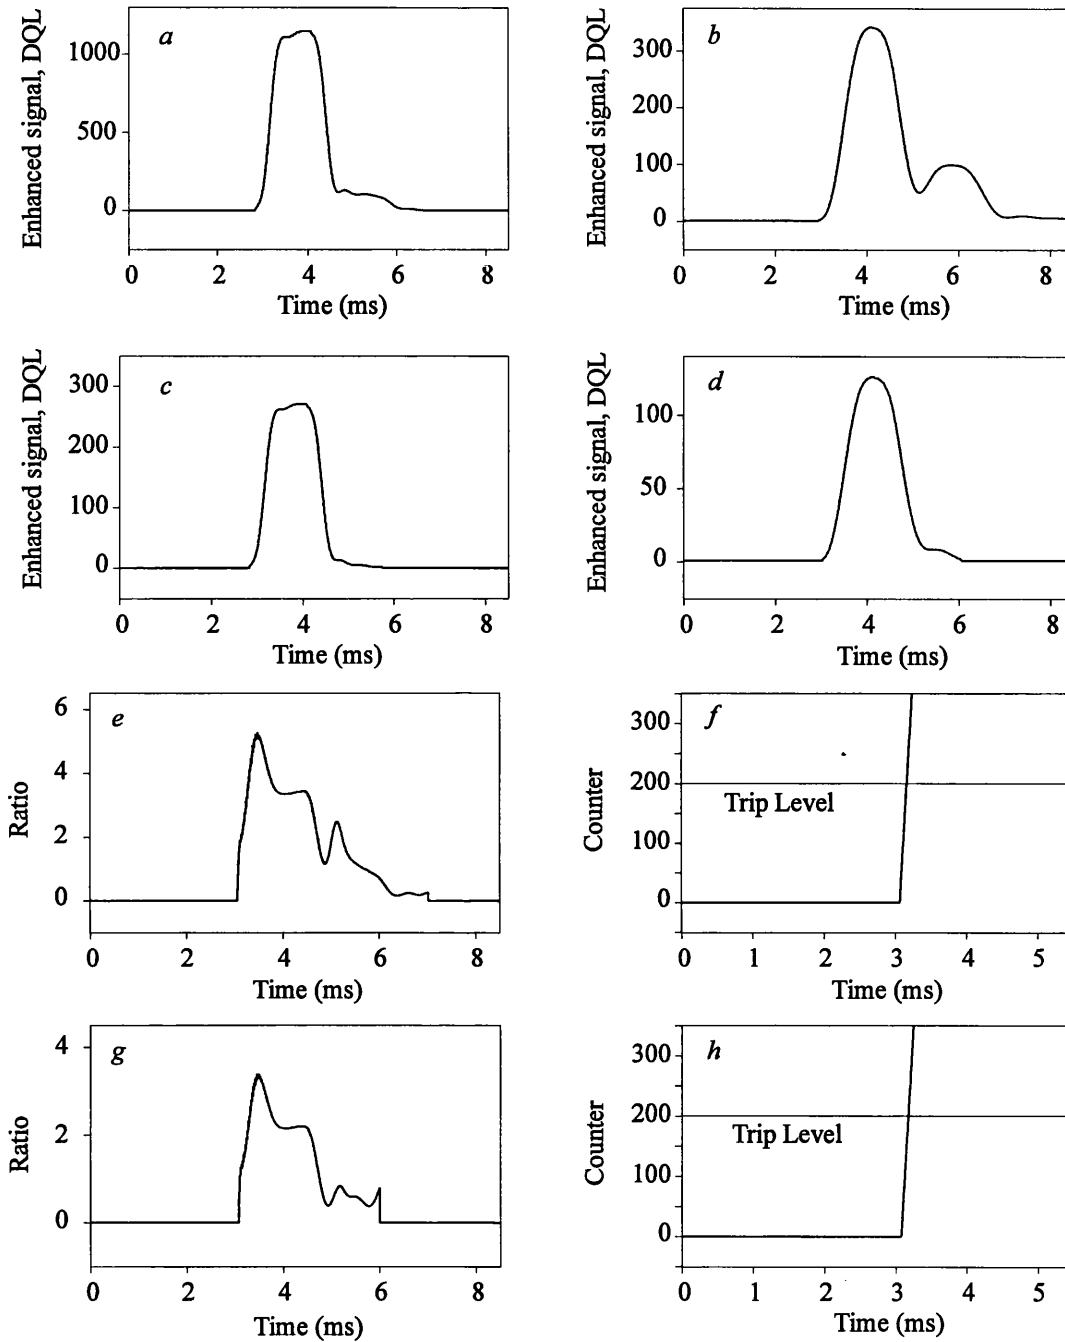 a
Enhanced signal, DQL
1000
500
0
0 2 4 6 8
Time (ms)
b
Enhanced signal, DQL
300
200
100
0
0 2 4 6 8
Time (ms)
c
Enhanced signal, DQL
300
200
100
0
0 2 4 6 8
Time (ms)
d
Enhanced signal, DQL
100
50
0
0 2 4 6 8
Time (ms)
e
Ratio
6
4
2
0
0 2 4 6 8
Time (ms)
f
Counter
300
200
Trip Level
100
0
0 1 2 3 4 5
Time (ms)
g
Ratio
4
2
0
0 2 4 6 8
Time (ms)
h
Counter
300
200
Trip Level
100
0
0 1 2 3 4 5
Time (ms)